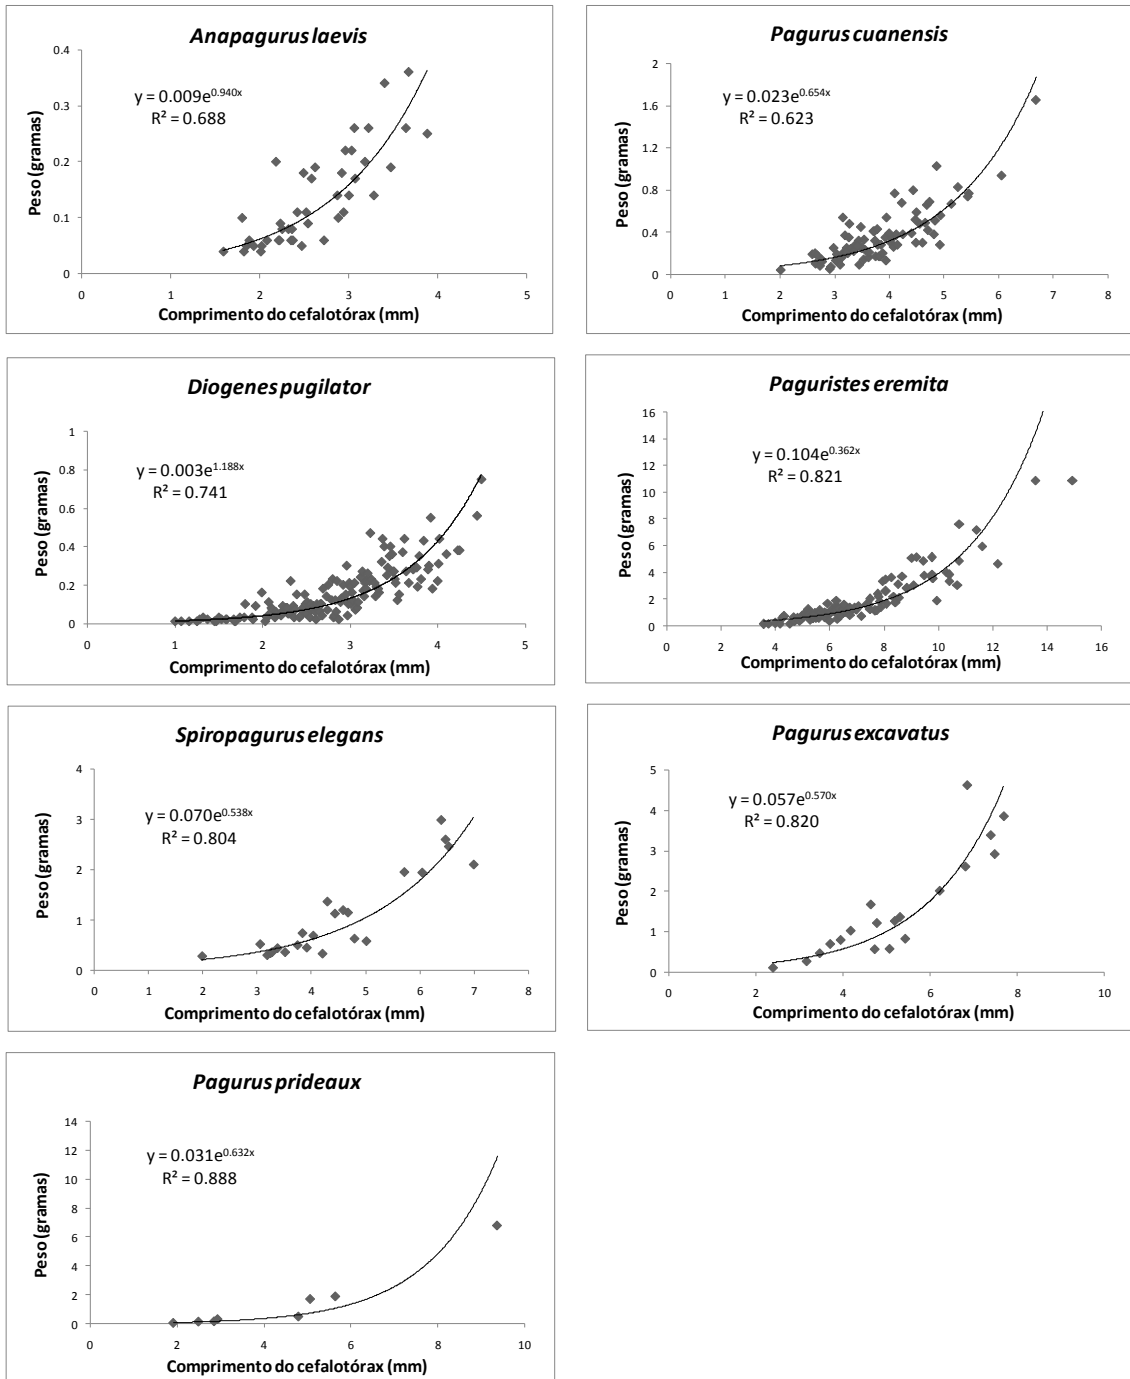 Anapagurus laevis
0.4
0.3
0.2
0.1
0
y = 0.009e^0.940x
R² = 0.688
Peso (gramas)
0 1 2 3 4 5
Comprimento do cefalotórax (mm)
Pagurus cuanensis
2
1.6
1.2
0.8
0.4
0
y = 0.023e^0.654x
R² = 0.623
Peso (gramas)
0 1 2 3 4 5 6 7 8
Comprimento do cefalotórax (mm)
Diogenes pugilator
1
0.8
0.6
0.4
0.2
0
y = 0.003e^1.188x
R² = 0.741
Peso (gramas)
0 1 2 3 4 5
Comprimento do cefalotórax (mm)
Paguristes eremita
16
14
12
10
8
6
4
2
0
y = 0.104e^0.362x
R² = 0.821
Peso (gramas)
0 2 4 6 8 10 12 14 16
Comprimento do cefalotórax (mm)
Spiropagurus elegans
4
3
2
1
0
y = 0.070e^0.538x
R² = 0.804
Peso (gramas)
0 1 2 3 4 5 6 7 8
Comprimento do cefalotórax (mm)
Pagurus excavatus
5
4
3
2
1
0
y = 0.057e^0.570x
R² = 0.820
Peso (gramas)
0 2 4 6 8 10
Comprimento do cefalotórax (mm)
Pagurus prideaux
14
12
10
8
6
4
2
0
y = 0.031e^0.632x
R² = 0.888
Peso (gramas)
0 2 4 6 8 10
Comprimento do cefalotórax (mm)